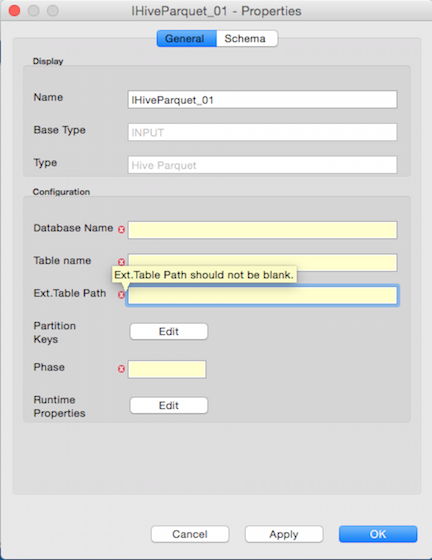 IHiveParquet_01 - Properties
General Schema
Display
Name IHiveParquet_01
Base Type INPUT
Type Hive Parquet
Configuration
Database Name
Table name
Ext.Table Path should not be blank.
Ext.Table Path
Partition
Keys
Edit
Phase
Runtime
Properties
Edit
Cancel Apply OK